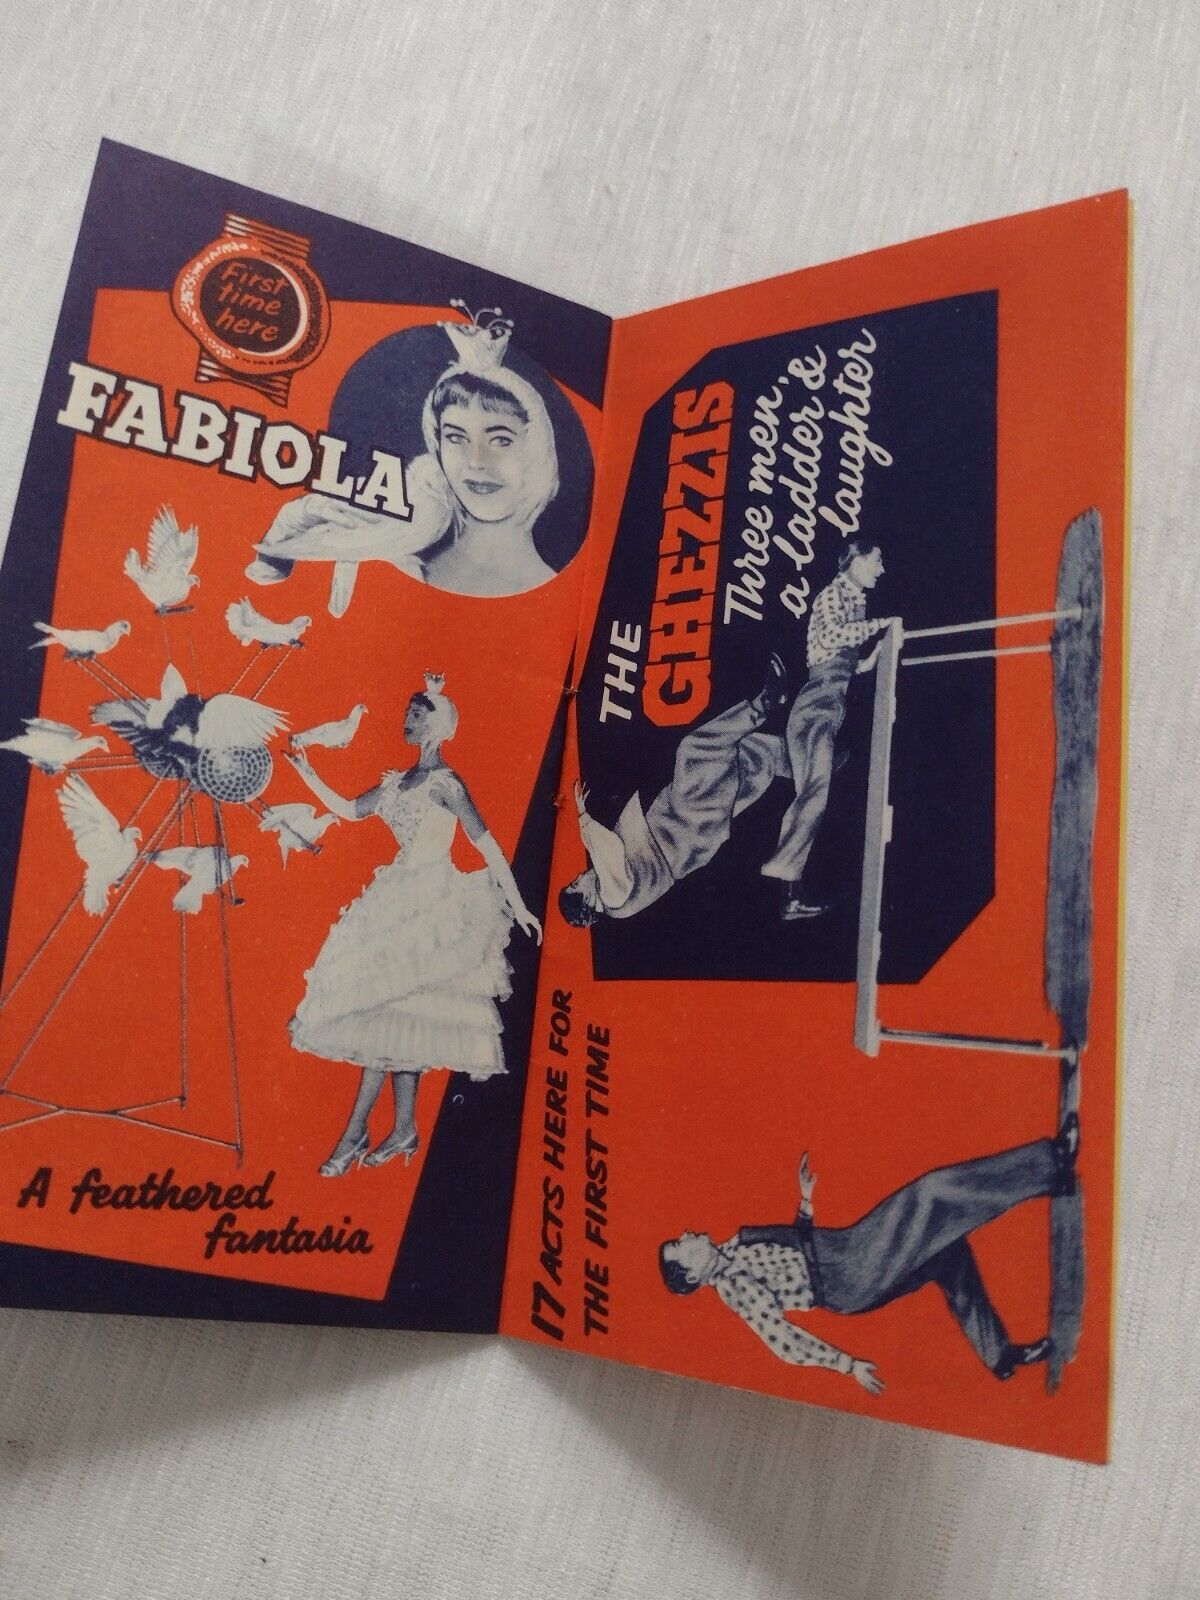 First
time
here
FABIOLA
A feathered
fantasia
THE
GHEZZIS
Three men,
a ladder &
laughter
17 ACTS HERE FOR
THE FIRST TIME